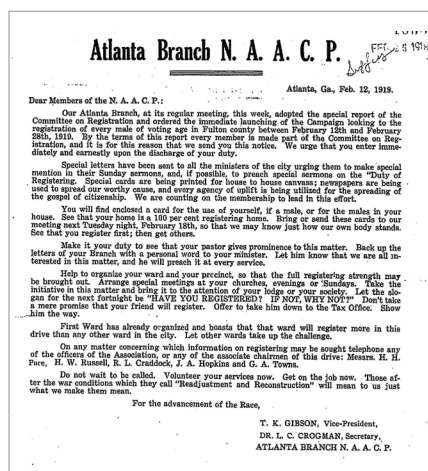 Atlanta Branch N. A. A. C. P.
Suffrage
Atlanta, Ga., Feb. 12, 1919.
Dear Members of the N. A. A. C. P.:
Our Atlanta Branch, at its regular meeting, this week, adopted the special report of the
Committee on Registration and ordered the immediate launching of the Campaign looking to the
registration of every male of voting age in Fulton county between February 12th and February
28th, 1919. By the terms of this report every member is made part of the Committee on Reg-
istration, and it is for this reason that we send you this notice. We urge that you enter imme-
diately and earnestly upon the discharge of your duty.
Special letters have been sent to all the ministers of the city urging them to make special
mention in their Sunday sermons, and, if possible, to preach special sermons on the "Duty of
Registering. Special cards are being printed for house to house canvass; newspapers are being
used to spread our worthy cause, and every agency of uplift is being utilized for the spreading of
the gospel of citizenship. We are counting on the membership to lead in this effort.
You will find enclosed a card for the use of yourself, if a male, or for the males in your
house. See that your home is a 100 per cent registering home. Bring or send these cards to our
meeting next Tuesday night, February 18th, so that we may know just how our own body stands.
See that you register first; then get others.
Make it your duty to see that your pastor gives prominence to this matter. Back up the
letters of your Branch with a personal word to your minister. Let him know that we are all in-
terested in this matter, and he will preach it at every service.
Help to organize your ward and your precinct, so that the full registering strength may
be brought out. Arrange special meetings at your churches, evenings or Sundays. Take the
initiative in this matter and bring it to the attention of your lodge or your society. Let the slo-
gan for the next fortnight be "HAVE YOU REGISTERED? IF NOT, WHY NOT?" Don't take
a mere promise that your friend will register. Offer to take him down to the Tax Office. Show
him the way.
First Ward has already organized and boasts that that ward will register more in this
drive than any other ward in the city. Let other wards take up the challenge.
On any matter concerning which information on registering may be sought telephone any
of the officers of the Association, or any of the associate chairmen of this drive: Messrs. H. H.
Pace, H. W. Russell, R. L. Craddock, J. A. Hopkins and G. A. Towns.
Do not wait to be called. Volunteer your services now. Get on the job now. Those af-
ter the war conditions which they call "Readjustment and Reconstruction" will mean to us just
what we make them mean.
For the advancement of the Race,
T. K. GIBSON, Vice-President,
DR. L. C. CROGMAN, Secretary,
ATLANTA BRANCH N. A. A. C. P.